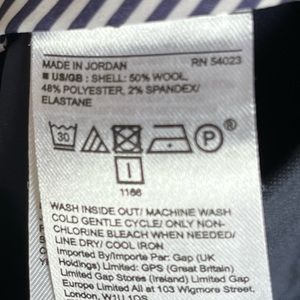 MADE IN JORDAN RN 54023
■ US/GB : SHELL: 50% WOOL,
48% POLYESTER, 2% SPANDEX/
ELASTANE
30 P ®
I
1166
WASH INSIDE OUT/ MACHINE WASH
COLD GENTLE CYCLE/ ONLY NON-
CHLORINE BLEACH WHEN NEEDED/
LINE DRY/ COOL IRON
Imported By/Importe Par: Gap (UK
Holdings) Limited: GPS (Great Britain)
Limited Gap Stores (Ireland) Limited Gap
Europe Limited All at 103 Wigmore Street,
London, W1U 1QS